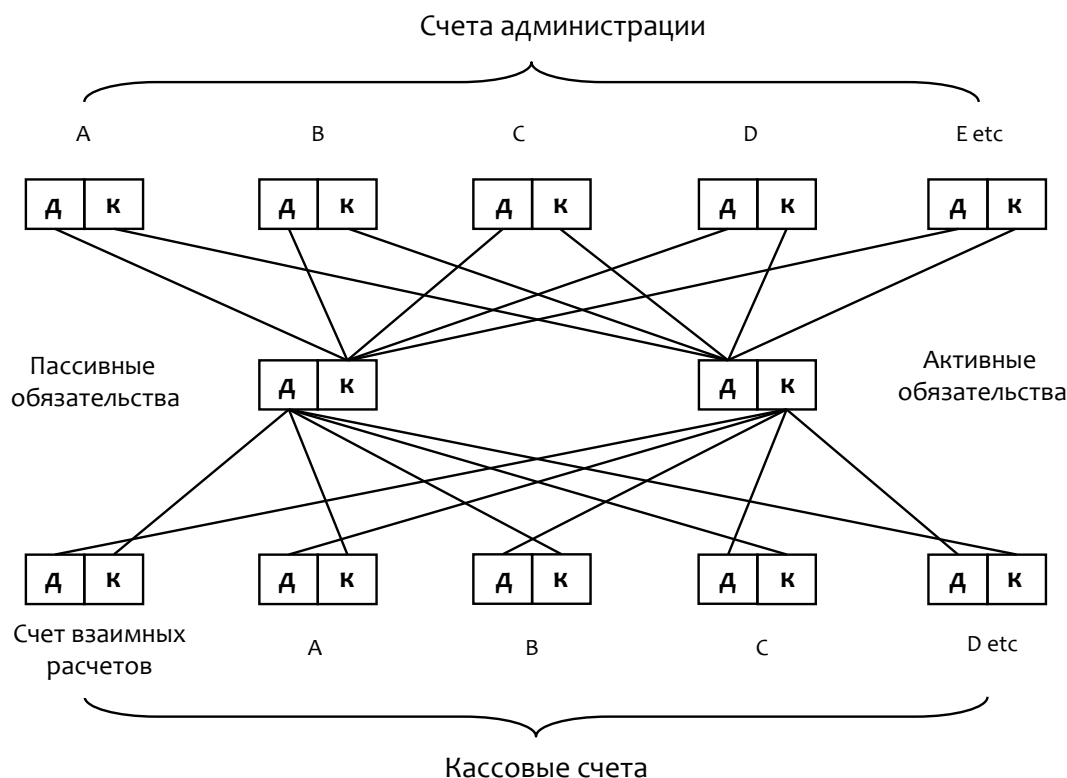 Счета администрации
A B C D E etc
д к д к д к д к д к
Пассивные
обязательства
д к д к
Активные
обязательства
д к д к д к д к д к
Счет взаимных
расчетов
A B C D etc
Кассовые счета